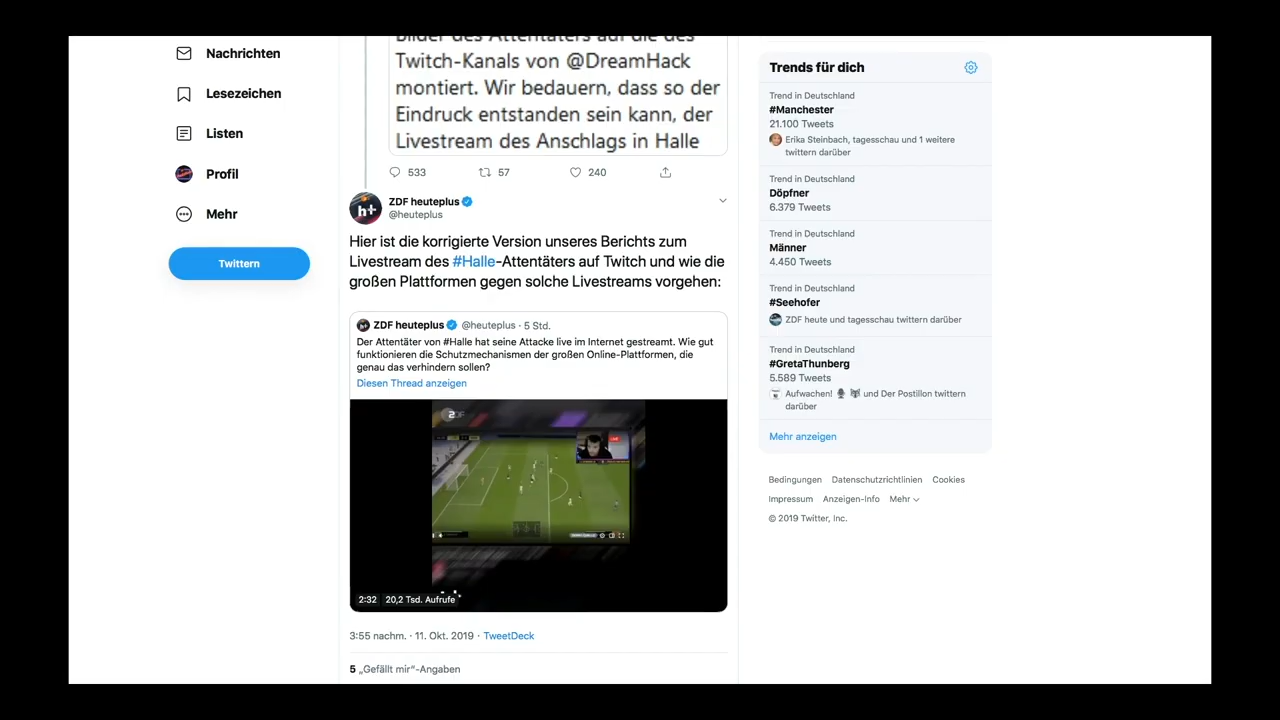 Nachrichten
Lesezeichen
Listen
Profil
Mehr
Twittern
Bilder des Attentäters auf die des
Twitch-Kanals von @DreamHack
montiert. Wir bedauern, dass so der
Eindruck entstanden sein kann, der
Livestream des Anschlags in Halle
533
57
240
h+
ZDF heuteplus
@heuteplus
Hier ist die korrigierte Version unseres Berichts zum
Livestream des #Halle-Attentäters auf Twitch und wie die
großen Plattformen gegen solche Livestreams vorgehen:
ZDF heuteplus @heuteplus · 5 Std.
Der Attentäter von #Halle hat seine Attacke live im Internet gestreamt. Wie gut
funktionieren die Schutzmechanismen der großen Online-Plattformen, die
genau das verhindern sollen?
Diesen Thread anzeigen
ZDF
2:32 20,2 Tsd. Aufrufe
3:55 nachm. · 11. Okt. 2019 · TweetDeck
5 „Gefällt mir“-Angaben
Trends für dich
Trend in Deutschland
#Manchester
21.100 Tweets
Erika Steinbach, tagesschau und 1 weitere
twittern darüber
Trend in Deutschland
Döpfner
6.379 Tweets
Trend in Deutschland
Männer
4.450 Tweets
Trend in Deutschland
#Seehofer
ZDF heute und tagesschau twittern darüber
Trend in Deutschland
#GretaThunberg
5.589 Tweets
Aufwachen! und Der Postillon twittern
darüber
Mehr anzeigen
Bedingungen Datenschutzrichtlinien Cookies
Impressum Anzeigen-Info Mehr
© 2019 Twitter, Inc.